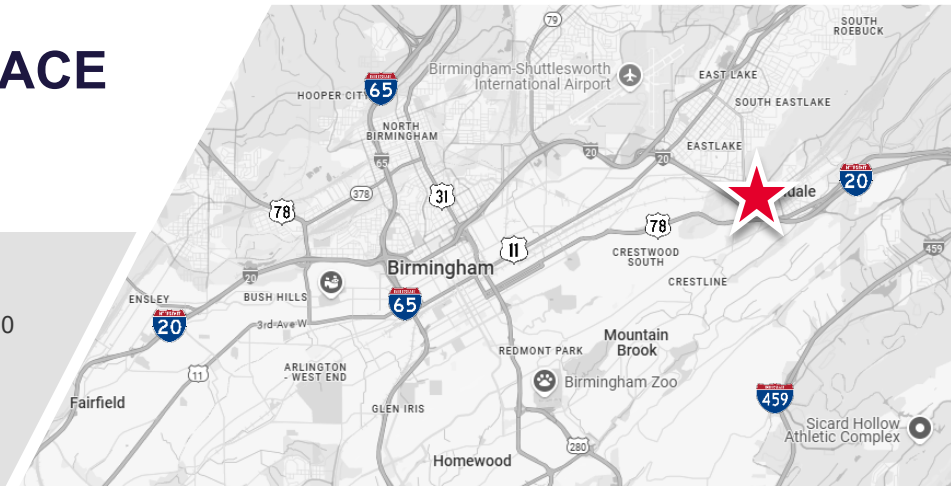 ACE
79
SOUTH
ROEBUCK
Birmingham-Shuttlesworth
International Airport
EAST LAKE
65
HOOPER CIT
SOUTH EASTLAKE
NORTH
BIRMINGHAM
EASTLAKE
20
20
65
20
378
31
dale
78
78
11
CRESTWOOD
SOUTH
459
Birmingham
20
CRESTLINE
ENSLEY
BUSH HILLS
65
0
20
3rd Ave W
Mountain
Brook
REDMONT PARK
ARLINGTON
- WEST END
11
Birmingham Zoo
Fairfield
GLEN IRIS
459
Sicard Hollow
Athletic Complex
280
Homewood